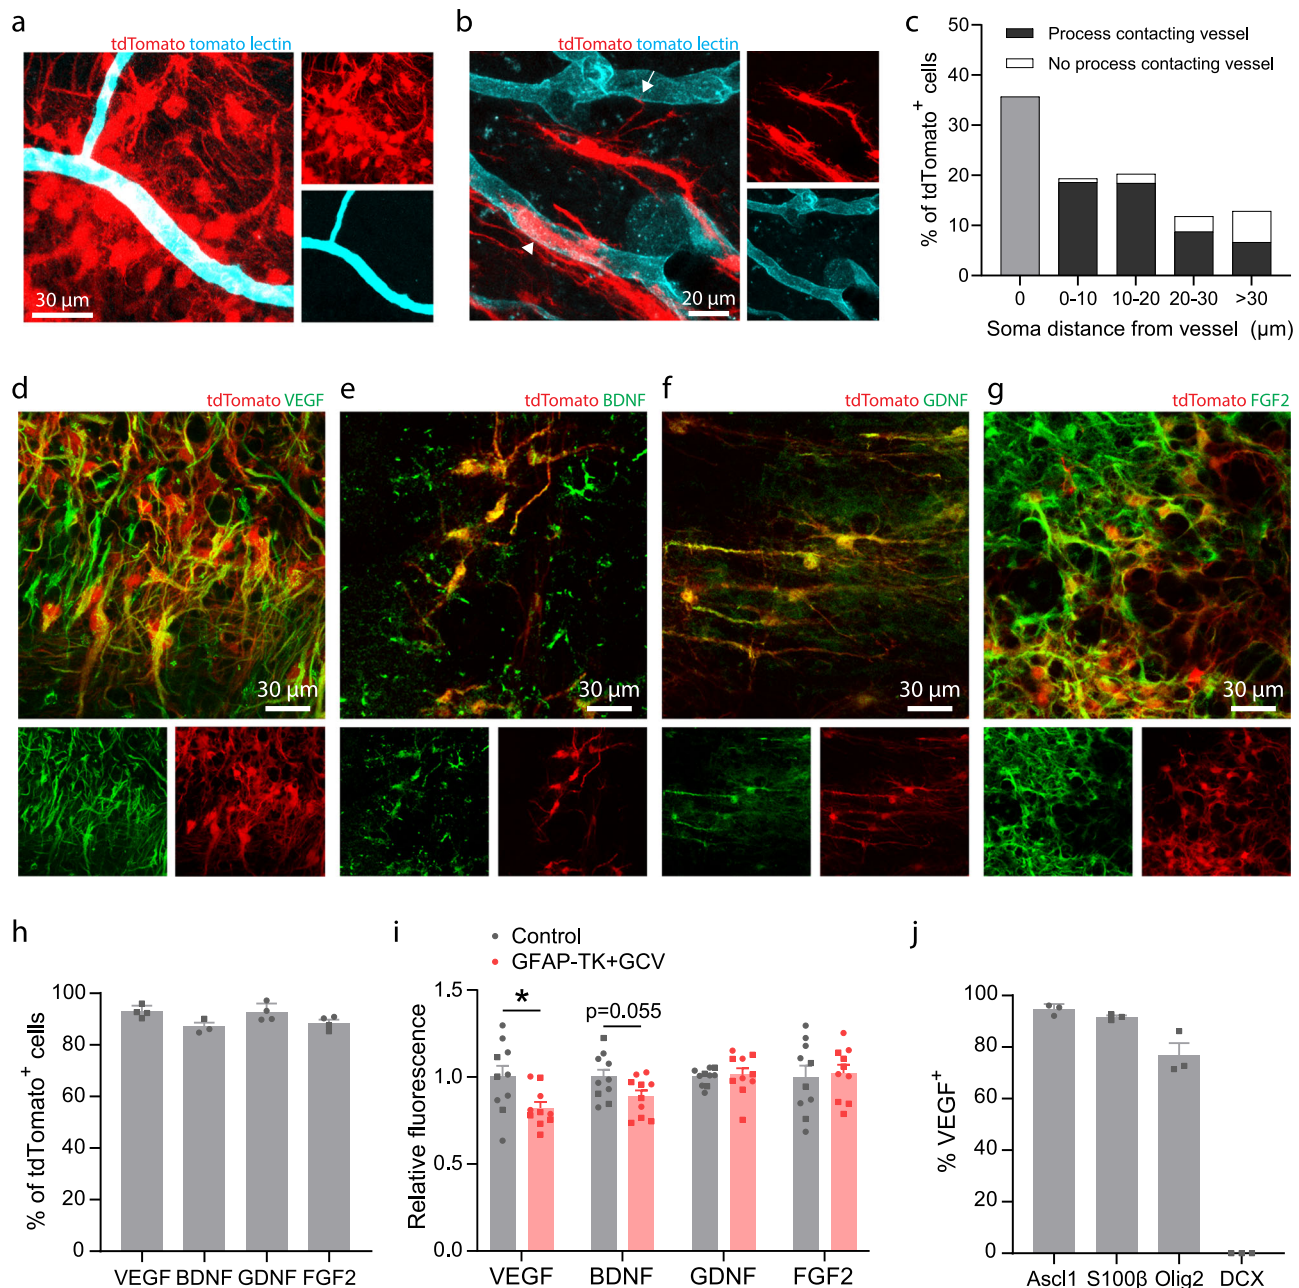 a
tdTomato tomato lectin
30 µm
b
tdTomato tomato lectin
20 µm
c
50
40
30
20
10
0
% of tdTomato+ cells
Process contacting vessel
No process contacting vessel
0 0-10 10-20 20-30 >30
Soma distance from vessel (µm)
d
tdTomato VEGF
30 µm
e
tdTomato BDNF
30 µm
f
tdTomato GDNF
30 µm
g
tdTomato FGF2
30 µm
h
100
80
60
40
20
0
% of tdTomato+ cells
VEGF BDNF GDNF FGF2
i
Control
GFAP-TK+GCV
1.5
1.0
0.5
0.0
Relative fluorescence
*
p=0.055
VEGF BDNF GDNF FGF2
j
100
80
60
40
20
0
% VEGF+
Ascl1 S100β Olig2 DCX